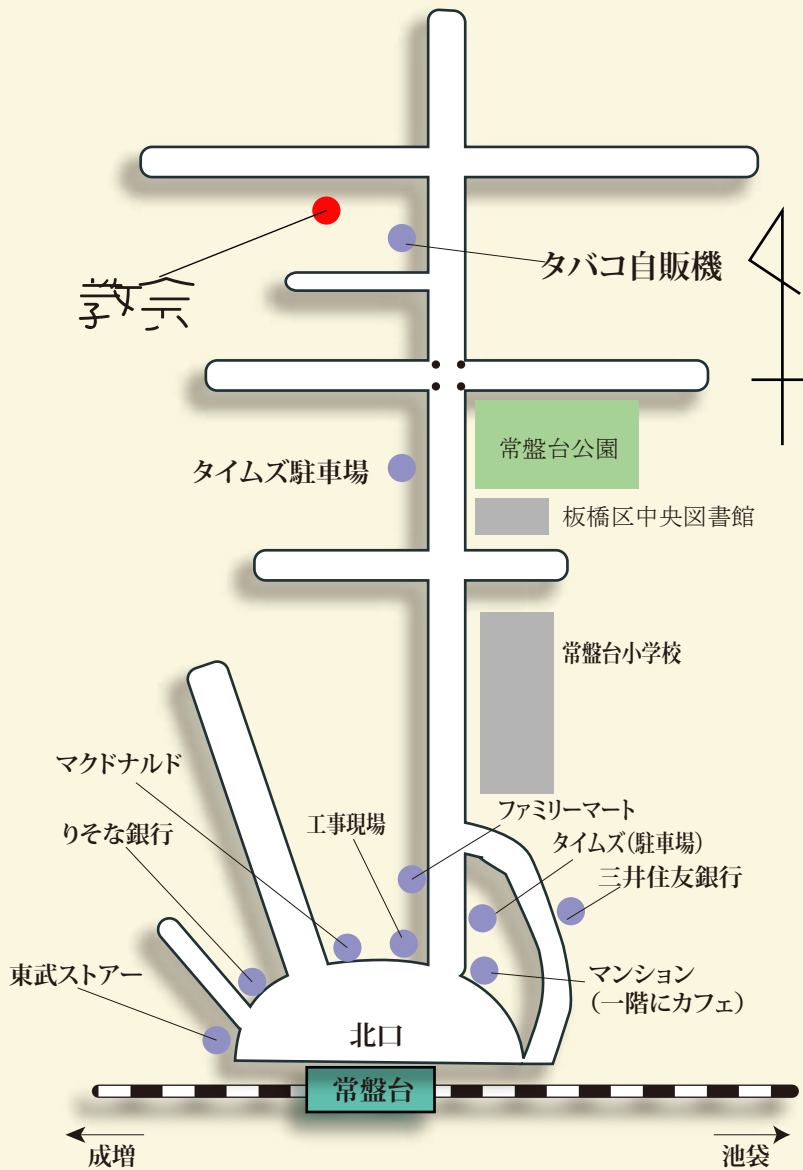 タバコ自販機
教会
常盤台公園
タイムズ駐車場
板橋区中央図書館
常盤台小学校
マクドナルド
ファミリーマート
りそな銀行
工事現場
タイムズ(駐車場)
三井住友銀行
東武ストアー
マンション
(一階にカフェ)
北口
常盤台
成増
池袋